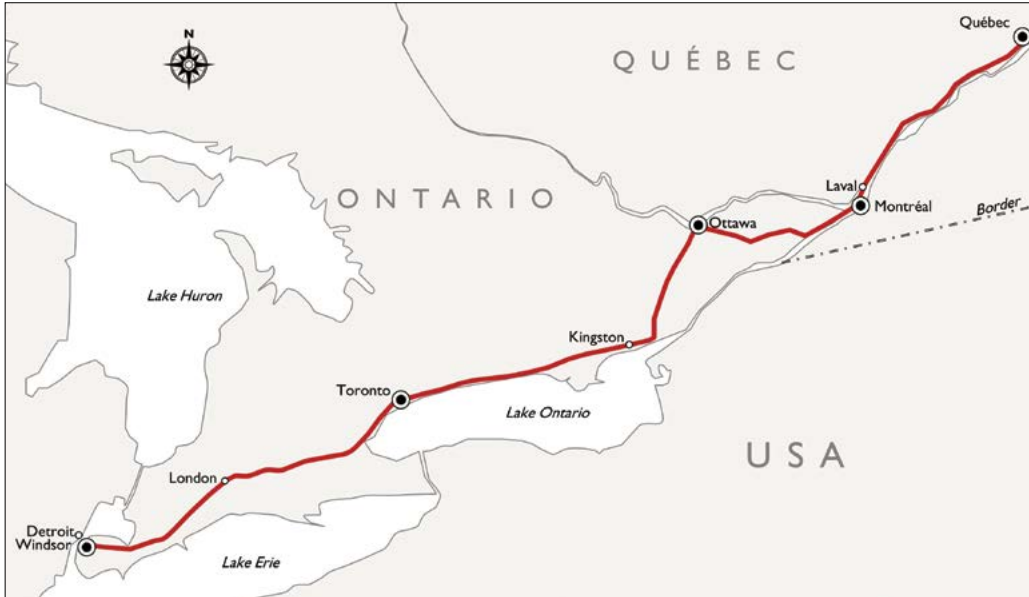 Québec
N
QUÉBEC
Laval
ONTARIO
Montréal
Border
Ottawa
Lake Huron
Kingston
Toronto
Lake Ontario
USA
London
Detroit
Windsor
Lake Erie